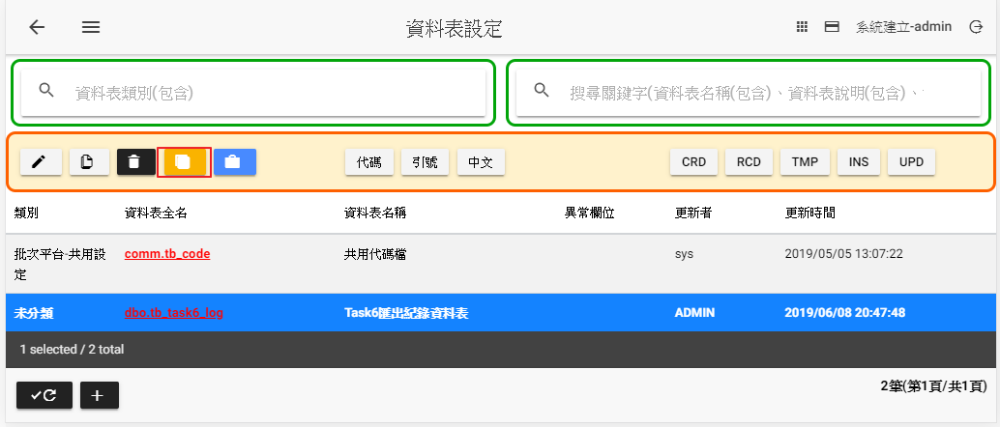 資料表設定
系統建立-admin
資料表類別(包含)
搜尋關鍵字(資料表名稱(包含)、資料表說明(包含)、
代碼 引號 中文 CRD RCD TMP INS UPD
類別 資料表全名 資料表名稱 異常欄位 更新者 更新時間
批次平台-共用設定 comm.tb_code 共用代碼檔 sys 2019/05/05 13:07:22
未分類 dbo.tb_task6_log Task6匯出紀錄資料表 ADMIN 2019/06/08 20:47:48
1 selected / 2 total
2筆(第1頁/共1頁)